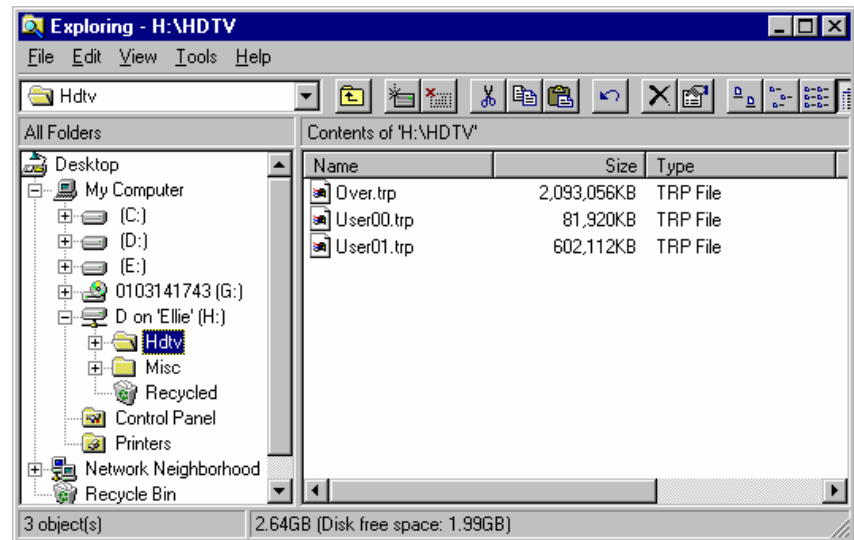 Exploring - H:\HDTV
File Edit View Tools Help
Hdtv
All Folders
Contents of 'H:\HDTV'
Desktop
My Computer
(C:)
(D:)
(E:)
0103141743 (G:)
D on 'Ellie' (H:)
Hdtv
Misc
Recycled
Control Panel
Printers
Network Neighborhood
Recycle Bin
Name Size Type
Over.trp 2,093,056KB TRP File
User00.trp 81,920KB TRP File
User01.trp 602,112KB TRP File
3 object(s) 2.64GB (Disk free space: 1.99GB)